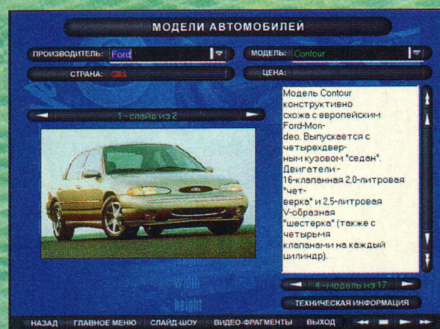 МОДЕЛИ АВТОМОБИЛЕЙ
ПРОИЗВОДИТЕЛЬ: Ford
МОДЕЛЬ: Contour
СТРАНА: США
ЦЕНА:
1 - слайд из 2
Модель Contour
конструктивно
схожа с европейским
Ford-Mon-
deo. Выпускается с
четырехдвер-
ным кузовом "седан".
Двигатели -
16-клапанная 2,0-литровая
"чет-
верка" и 2,5-литровая
V-образная
"шестерка" (также с
четырьмя
клапанами на каждый
цилиндр).
width
height
4 - модель из 17
ТЕХНИЧЕСКАЯ ИНФОРМАЦИЯ
НАЗАД ГЛАВНОЕ МЕНЮ СЛАЙД-ШОУ ВИДЕО-ФРАГМЕНТЫ ВЫХОД